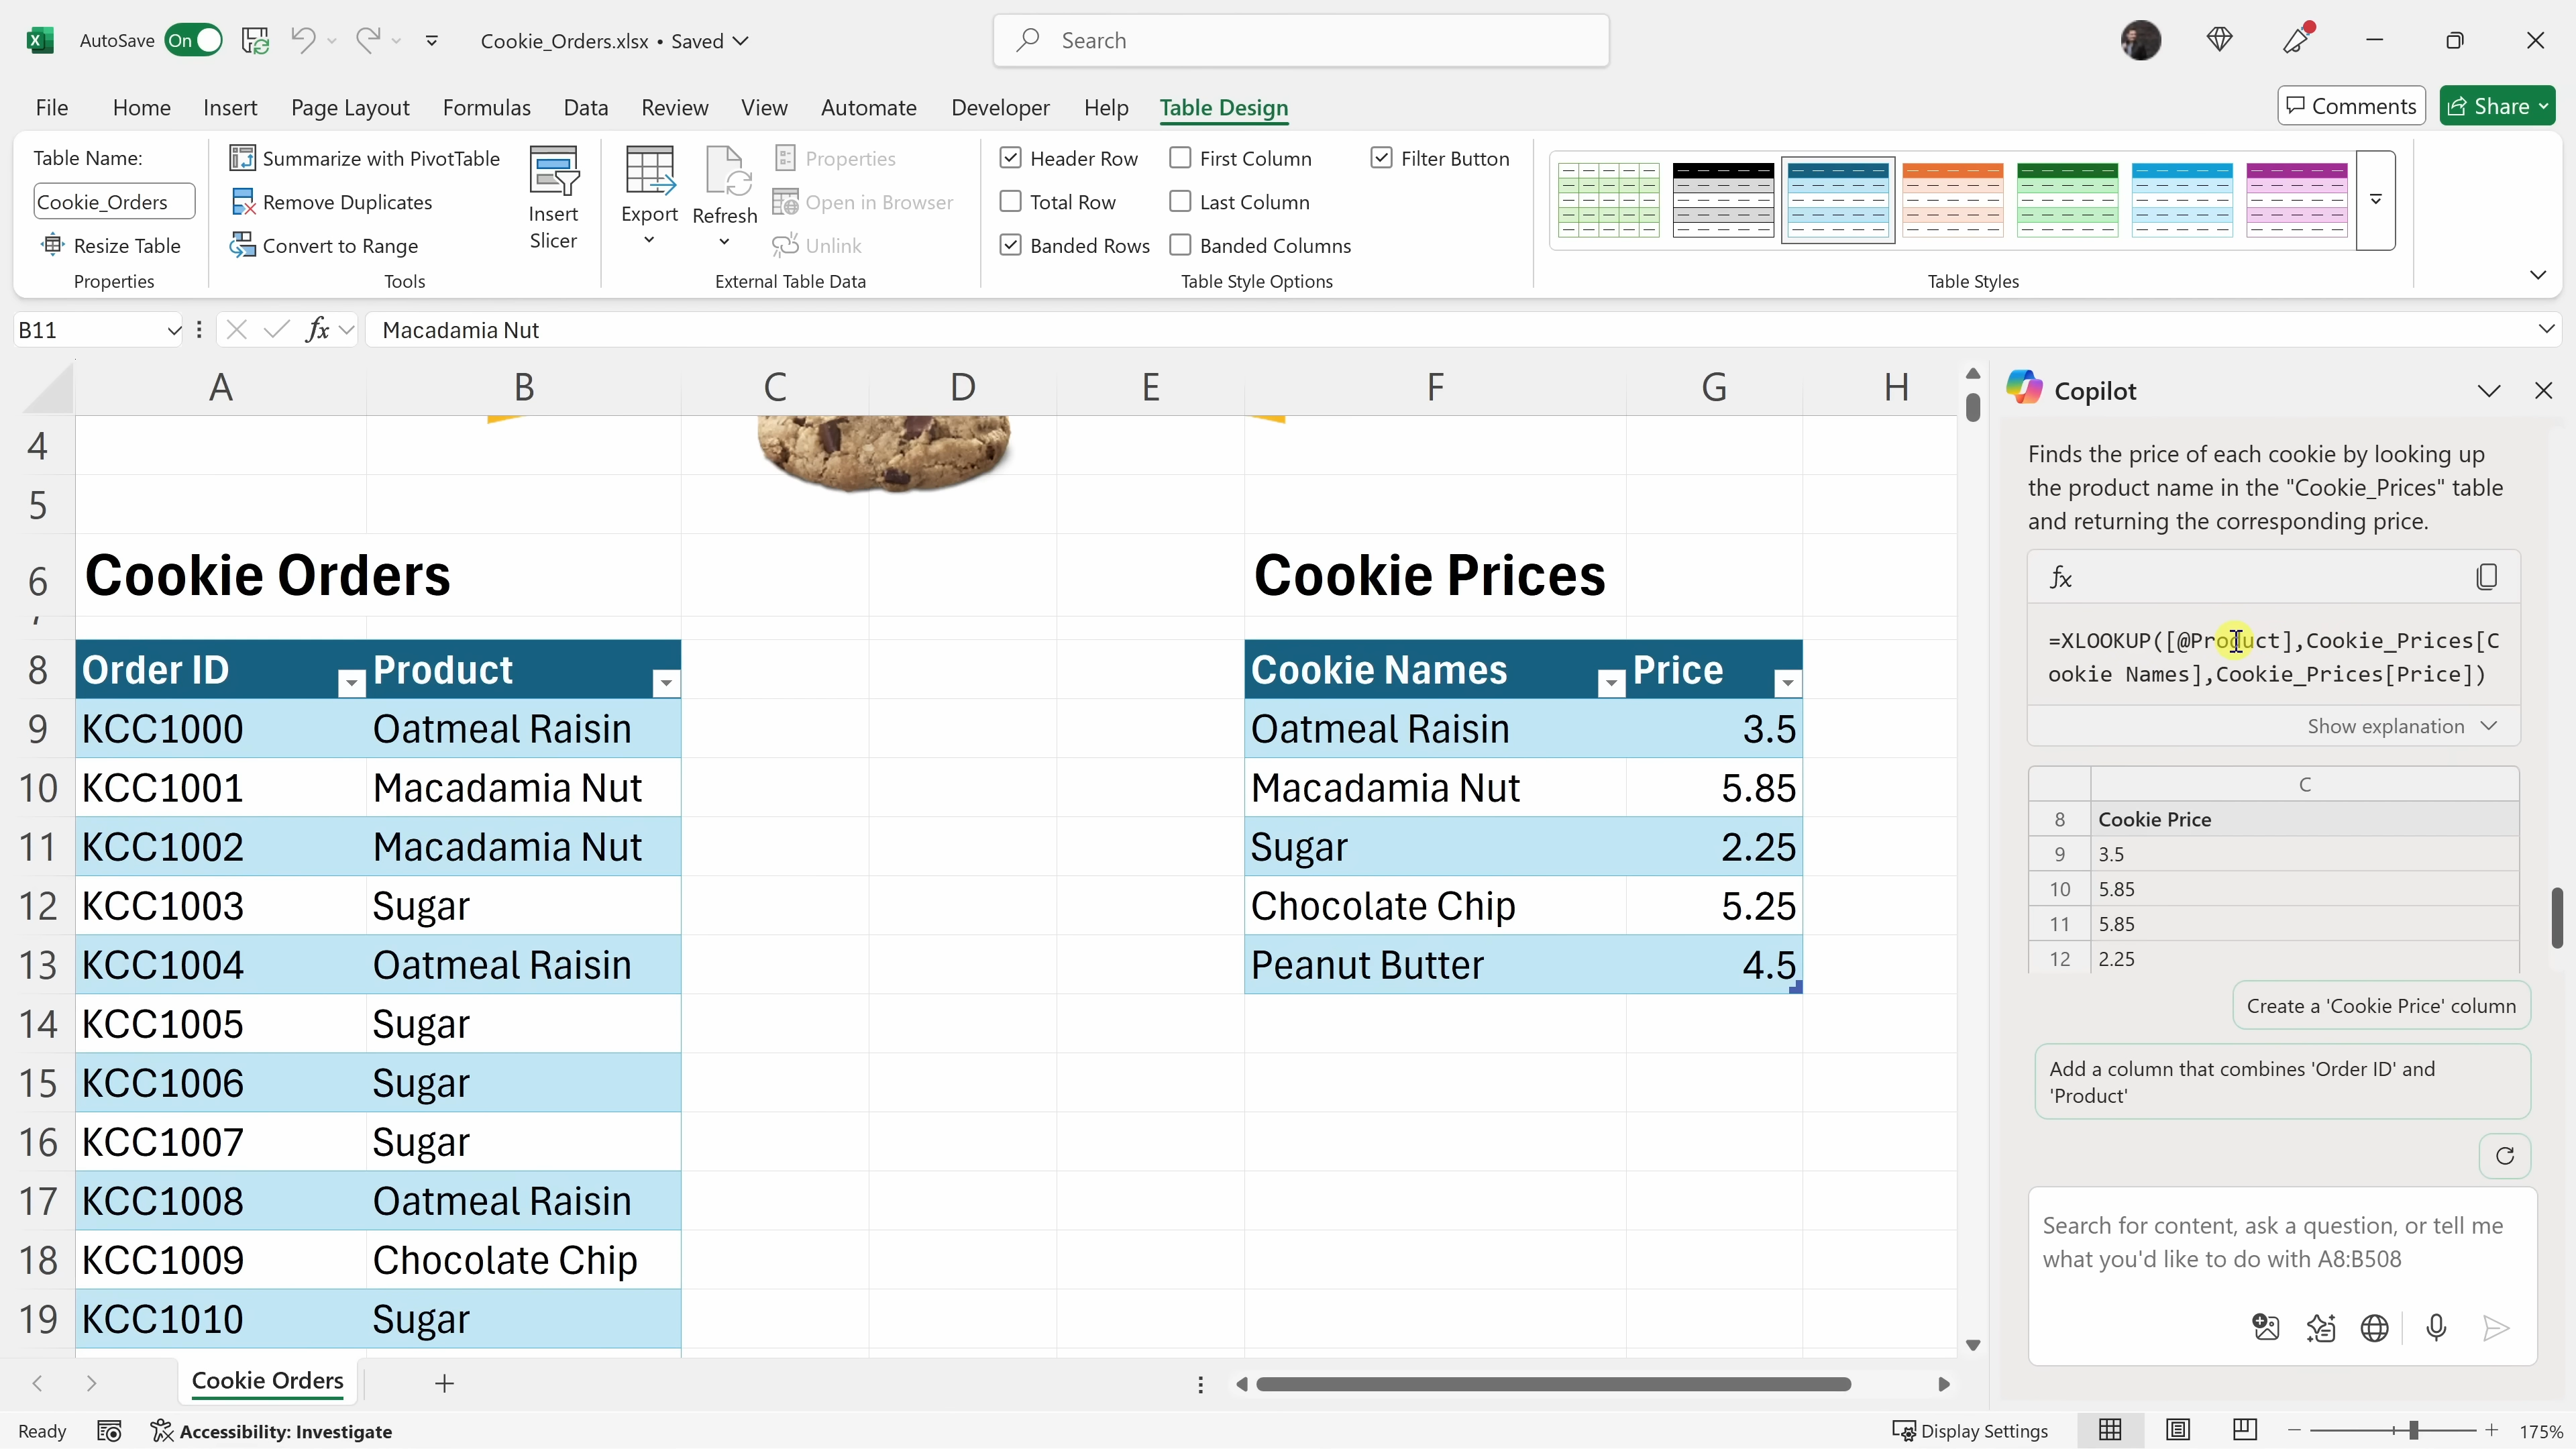 AutoSave On Cookie_Orders.xlsx • Saved Search
File Home Insert Page Layout Formulas Data Review View Automate Developer Help Table Design Comments Share
Table Name:
Cookie_Orders
Resize Table
Properties
Summarize with PivotTable
Remove Duplicates
Convert to Range
Tools
Insert
Slicer
Export
Refresh
Properties
Open in Browser
Unlink
External Table Data
Header Row First Column Filter Button
Total Row Last Column
Banded Rows Banded Columns
Table Style Options
Table Styles
B11 fx Macadamia Nut
A B C D E F G H
4
5
6 Cookie Orders Cookie Prices
8 Order ID Product Cookie Names Price
9 KCC1000 Oatmeal Raisin Oatmeal Raisin 3.5
10 KCC1001 Macadamia Nut Macadamia Nut 5.85
11 KCC1002 Macadamia Nut Sugar 2.25
12 KCC1003 Sugar Chocolate Chip 5.25
13 KCC1004 Oatmeal Raisin Peanut Butter 4.5
14 KCC1005 Sugar
15 KCC1006 Sugar
16 KCC1007 Sugar
17 KCC1008 Oatmeal Raisin
18 KCC1009 Chocolate Chip
19 KCC1010 Sugar
Copilot
Finds the price of each cookie by looking up
the product name in the "Cookie_Prices" table
and returning the corresponding price.
fx
=XLOOKUP([@Product],Cookie_Prices[C
ookie Names],Cookie_Prices[Price])
Show explanation
C
8 Cookie Price
9 3.5
10 5.85
11 5.85
12 2.25
Create a 'Cookie Price' column
Add a column that combines 'Order ID' and
'Product'
Search for content, ask a question, or tell me
what you'd like to do with A8:B508
Cookie Orders
Ready Accessibility: Investigate Display Settings 175%